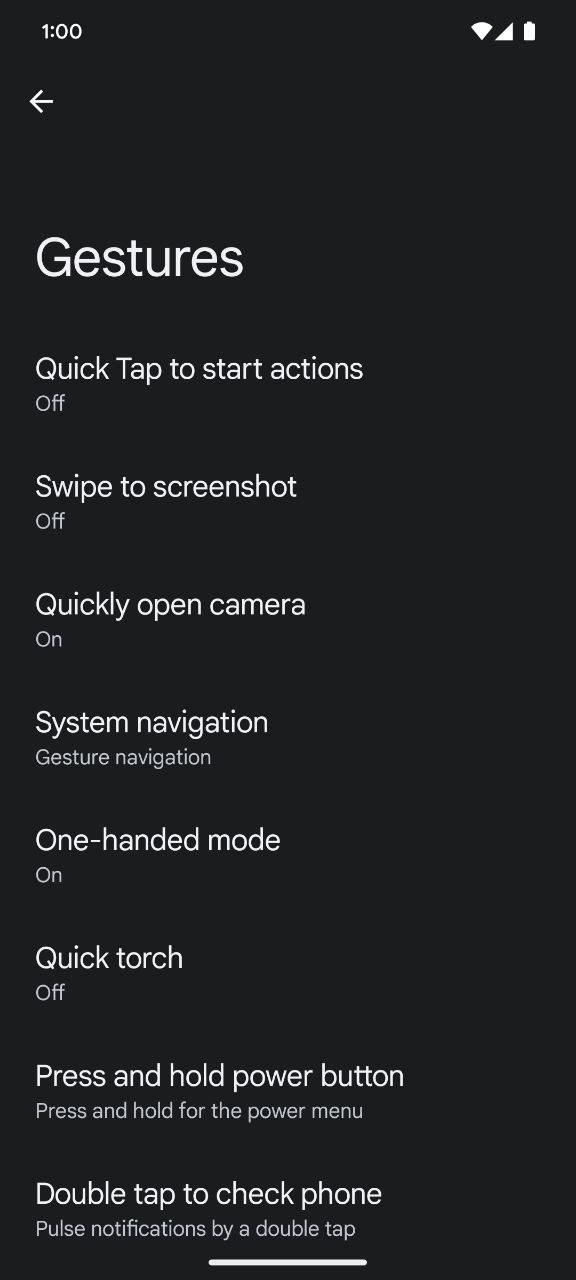 1:00
Gestures
Quick Tap to start actions
Off
Swipe to screenshot
Off
Quickly open camera
On
System navigation
Gesture navigation
One-handed mode
On
Quick torch
Off
Press and hold power button
Press and hold for the power menu
Double tap to check phone
Pulse notifications by a double tap